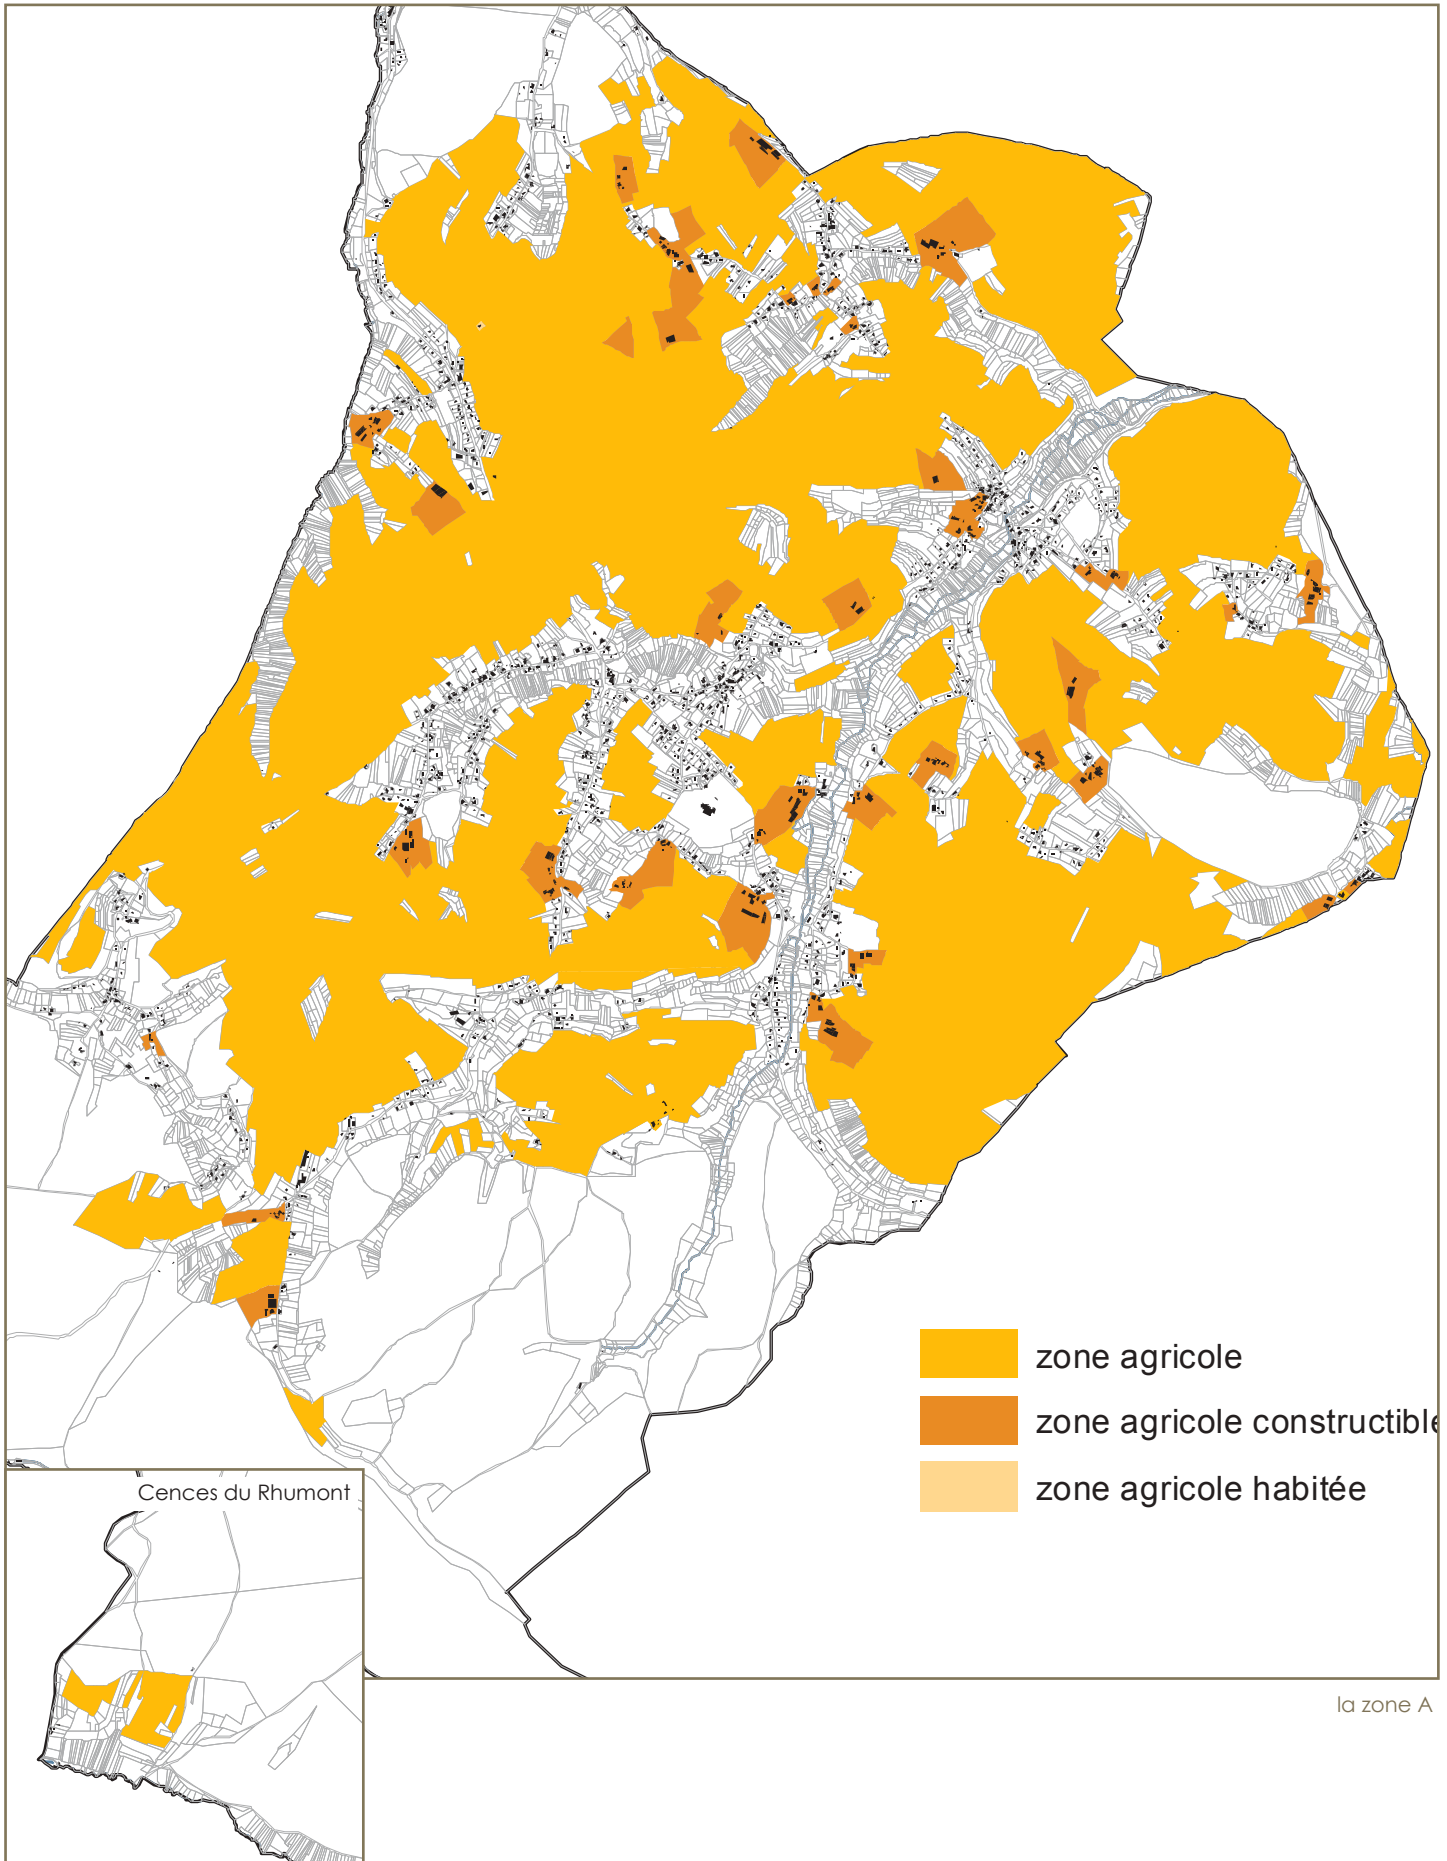 zone agricole
zone agricole constructible
zone agricole habitée
Cences du Rhumont
la zone A